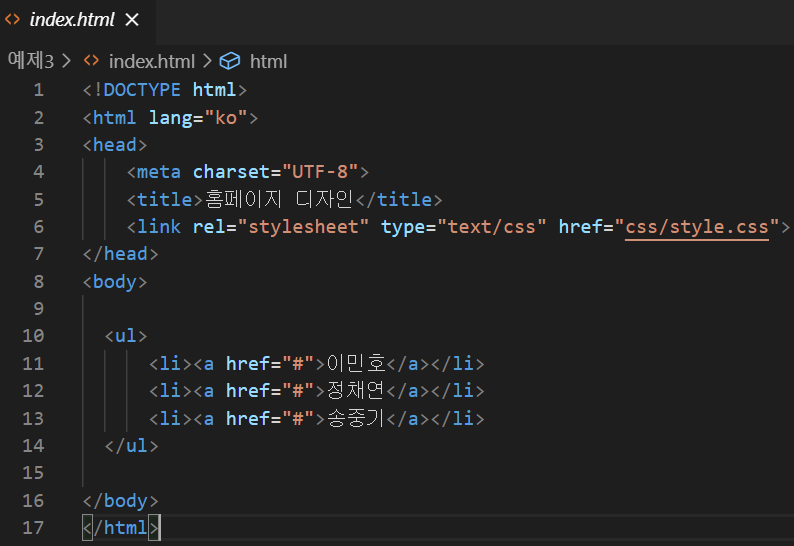 index.html
예제3 > index.html > html
1 <!DOCTYPE html>
2 <html lang="ko">
3 <head>
4 <meta charset="UTF-8">
5 <title>홈페이지 디자인</title>
6 <link rel="stylesheet" type="text/css" href="css/style.css">
7 </head>
8 <body>
9
10 <ul>
11 <li><a href="#">이민호</a></li>
12 <li><a href="#">정채연</a></li>
13 <li><a href="#">송중기</a></li>
14 </ul>
15
16 </body>
17 </html>